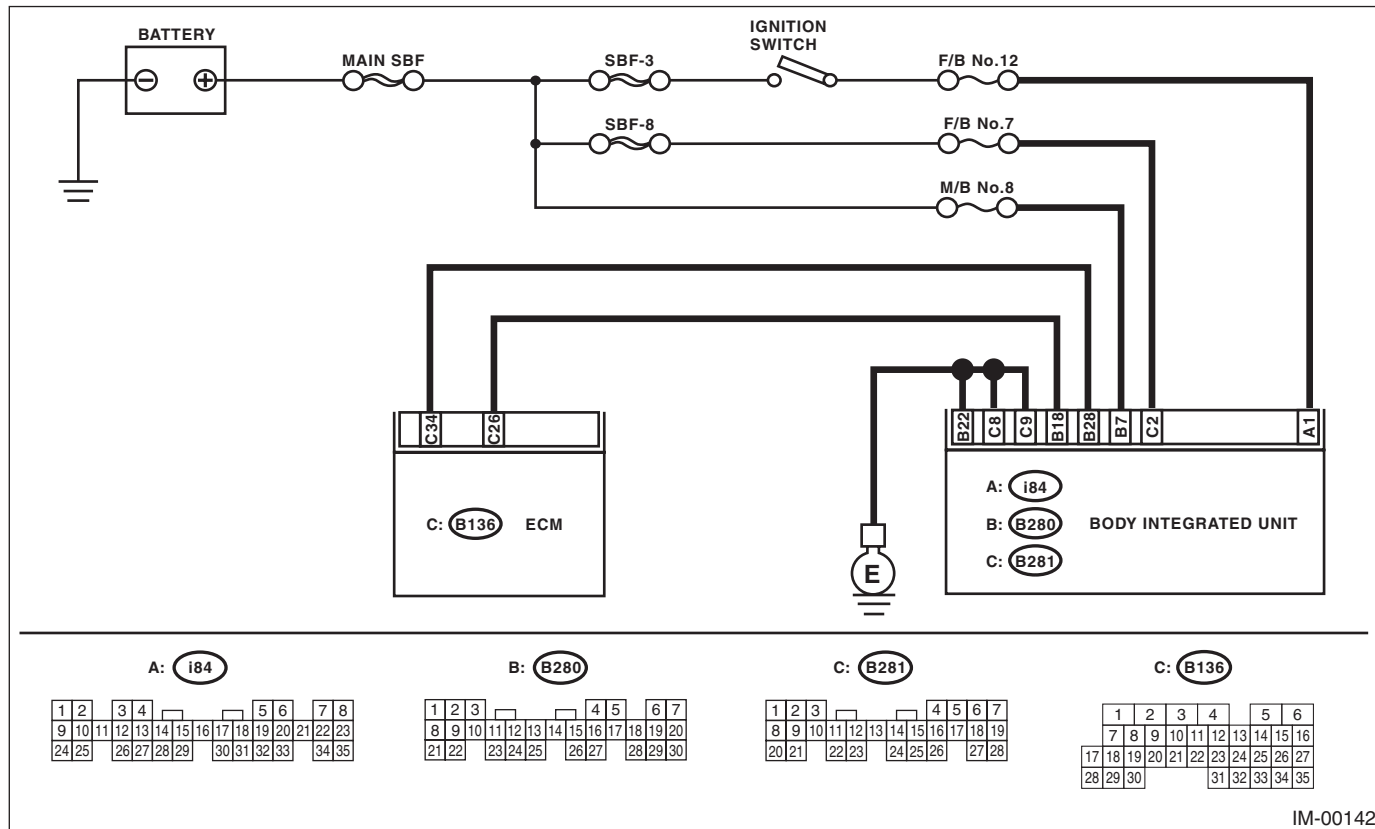 BATTERY
IGNITION
SWITCH
MAIN SBF
SBF-3
F/B No.12
SBF-8
F/B No.7
M/B No.8
C34 C26
B22 C8 C9 B18 B28 B7 C2 A1
C: B136 ECM
A: i84
B: B280 BODY INTEGRATED UNIT
C: B281
E
A: i84 B: B280 C: B281 C: B136
1 2 3 4 5 6 7 8
9 10 11 12 13 14 15 16 17 18 19 20 21 22 23
24 25 26 27 28 29 30 31 32 33 34 35
1 2 3 4 5 6 7
8 9 10 11 12 13 14 15 16 17 18 19 20
21 22 23 24 25 26 27 28 29 30
1 2 3 4 5 6 7
8 9 10 11 12 13 14 15 16 17 18 19
20 21 22 23 24 25 26 27 28
1 2 3 4 5 6
7 8 9 10 11 12 13 14 15 16
17 18 19 20 21 22 23 24 25 26 27
28 29 30 31 32 33 34 35
IM-00142